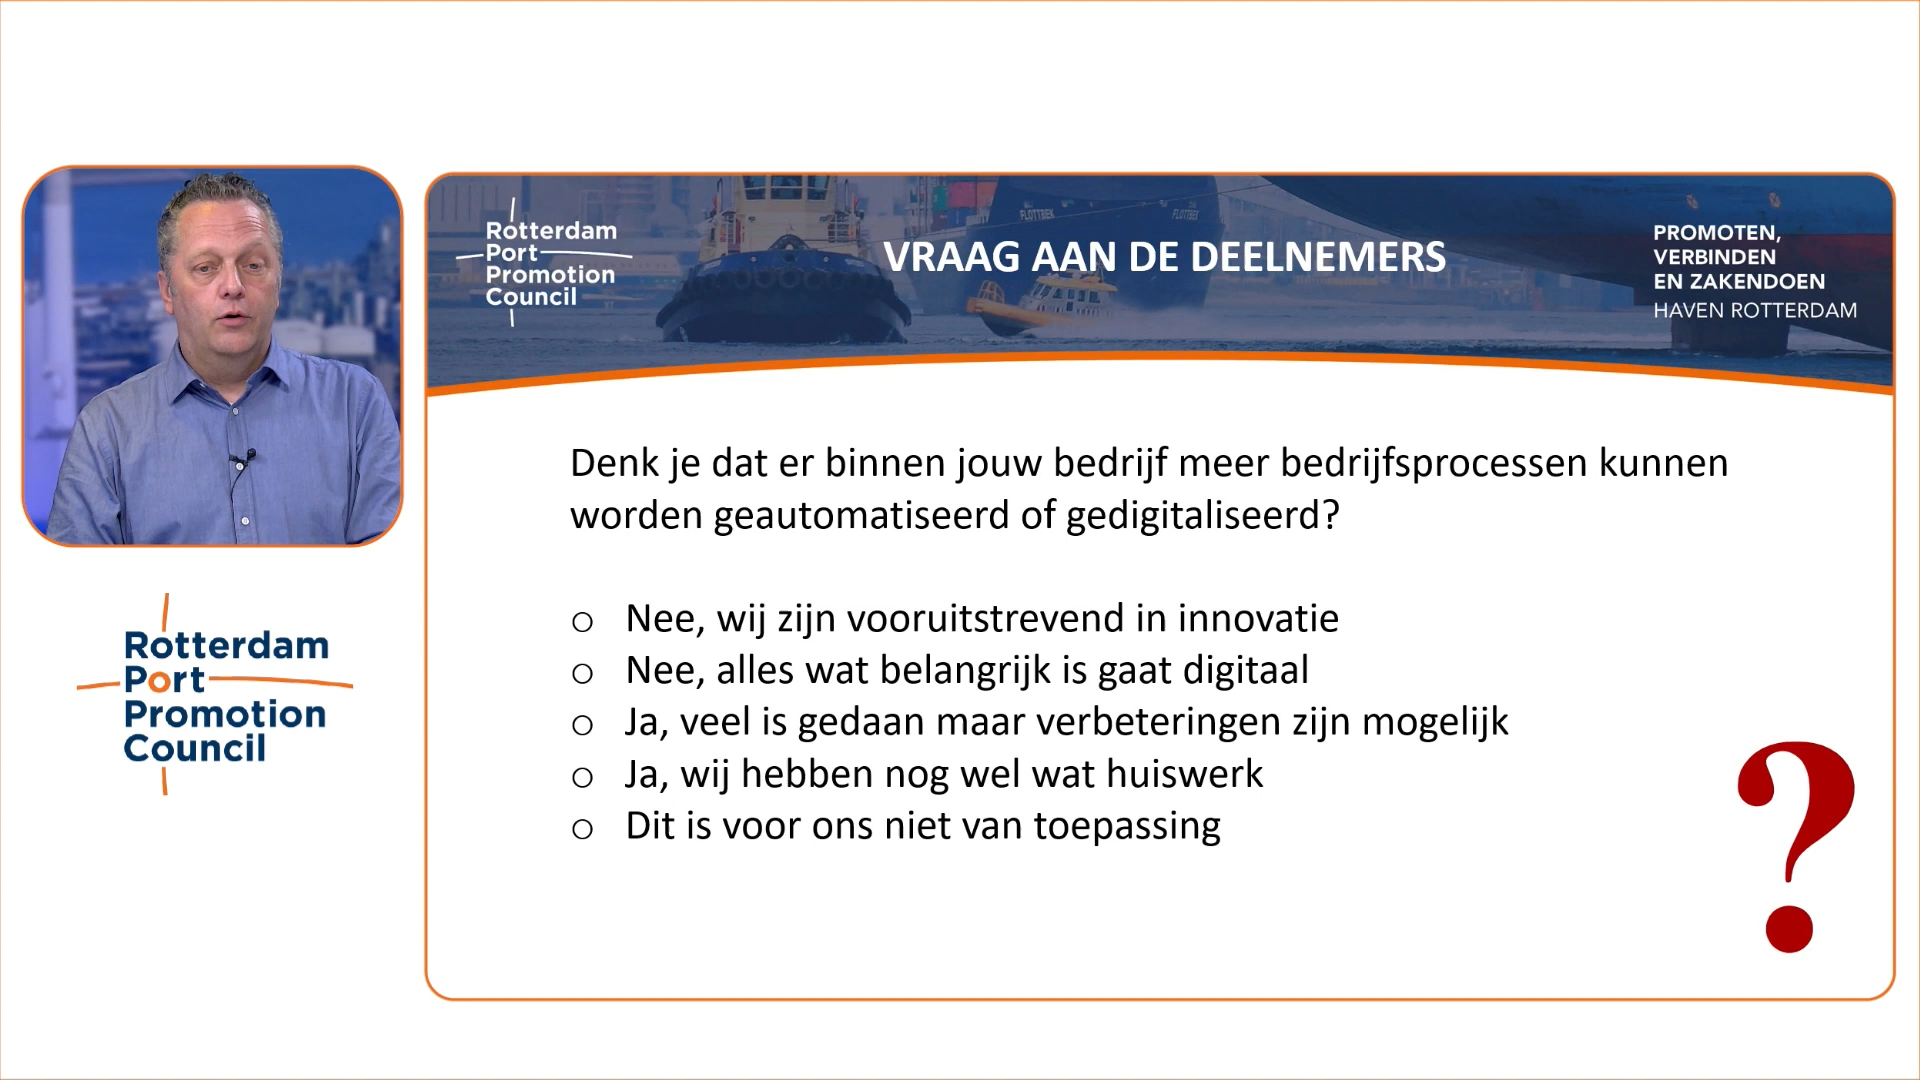 Rotterdam
Port
Promotion
Council
VRAAG AAN DE DEELNEMERS
PROMOTEN,
VERBINDEN
EN ZAKENDOEN
HAVEN ROTTERDAM
FLOTTBEK
FLOTTBEK
Denk je dat er binnen jouw bedrijf meer bedrijfsprocessen kunnen
worden geautomatiseerd of gedigitaliseerd?
o Nee, wij zijn vooruitstrevend in innovatie
o Nee, alles wat belangrijk is gaat digitaal
o Ja, veel is gedaan maar verbeteringen zijn mogelijk
o Ja, wij hebben nog wel wat huiswerk
o Dit is voor ons niet van toepassing
?
Rotterdam
Port
Promotion
Council